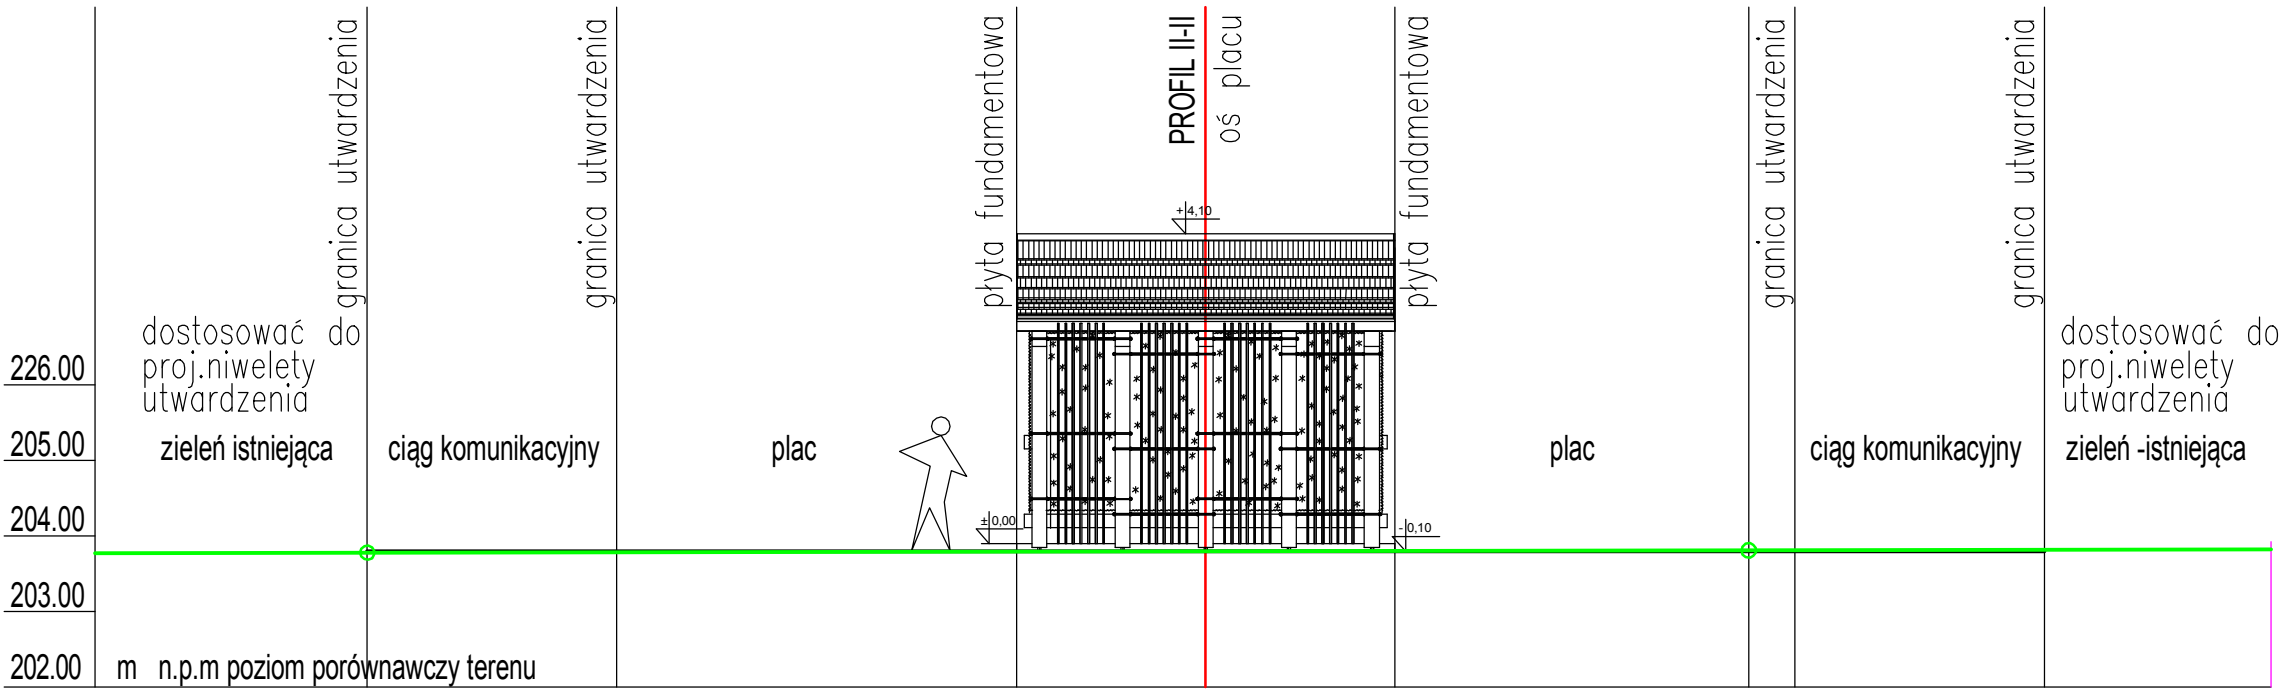 granica utwardzenia
granica utwardzenia
płyta fundamentowa
PROFIL II-II
oś placu
płyta fundamentowa
granica utwardzenia
granica utwardzenia
+4,10
dostosować do
proj.niwelety
utwardzenia
dostosować do
proj.niwelety
utwardzenia
226.00
205.00
zieleń istniejąca
ciąg komunikacyjny
plac
plac
ciąg komunikacyjny
zieleń -istniejąca
204.00
±0,00
-0,10
203.00
202.00 m n.p.m poziom porównawczy terenu